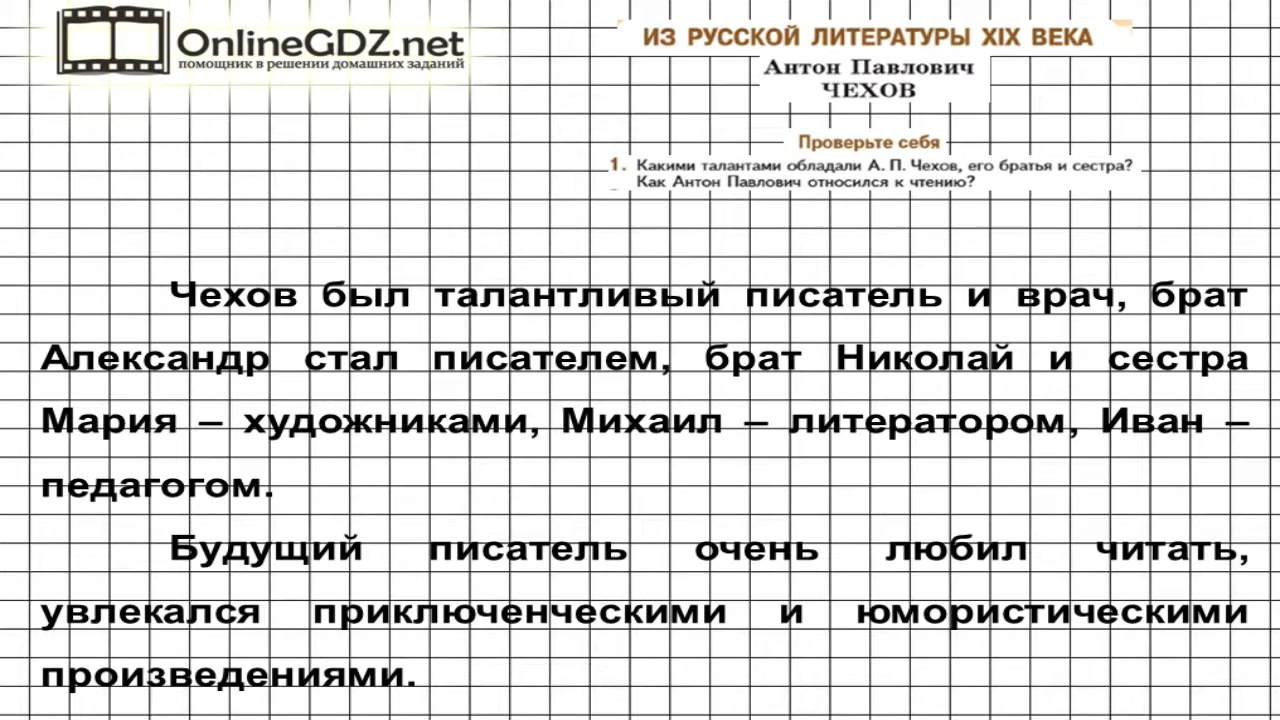 OnlineGDZ.net
помощник в решении домашних заданий
ИЗ РУССКОЙ ЛИТЕРАТУРЫ XIX ВЕКА
Антон Павлович
ЧЕХОВ
Проверьте себя
1. Какими талантами обладали А. П. Чехов, его братья и сестра?
Как Антон Павлович относился к чтению?
Чехов был талантливый писатель и врач, брат
Александр стал писателем, брат Николай и сестра
Мария – художниками, Михаил – литератором, Иван –
педагогом.
Будущий писатель очень любил читать,
увлекался приключенческими и юмористическими
произведениями.